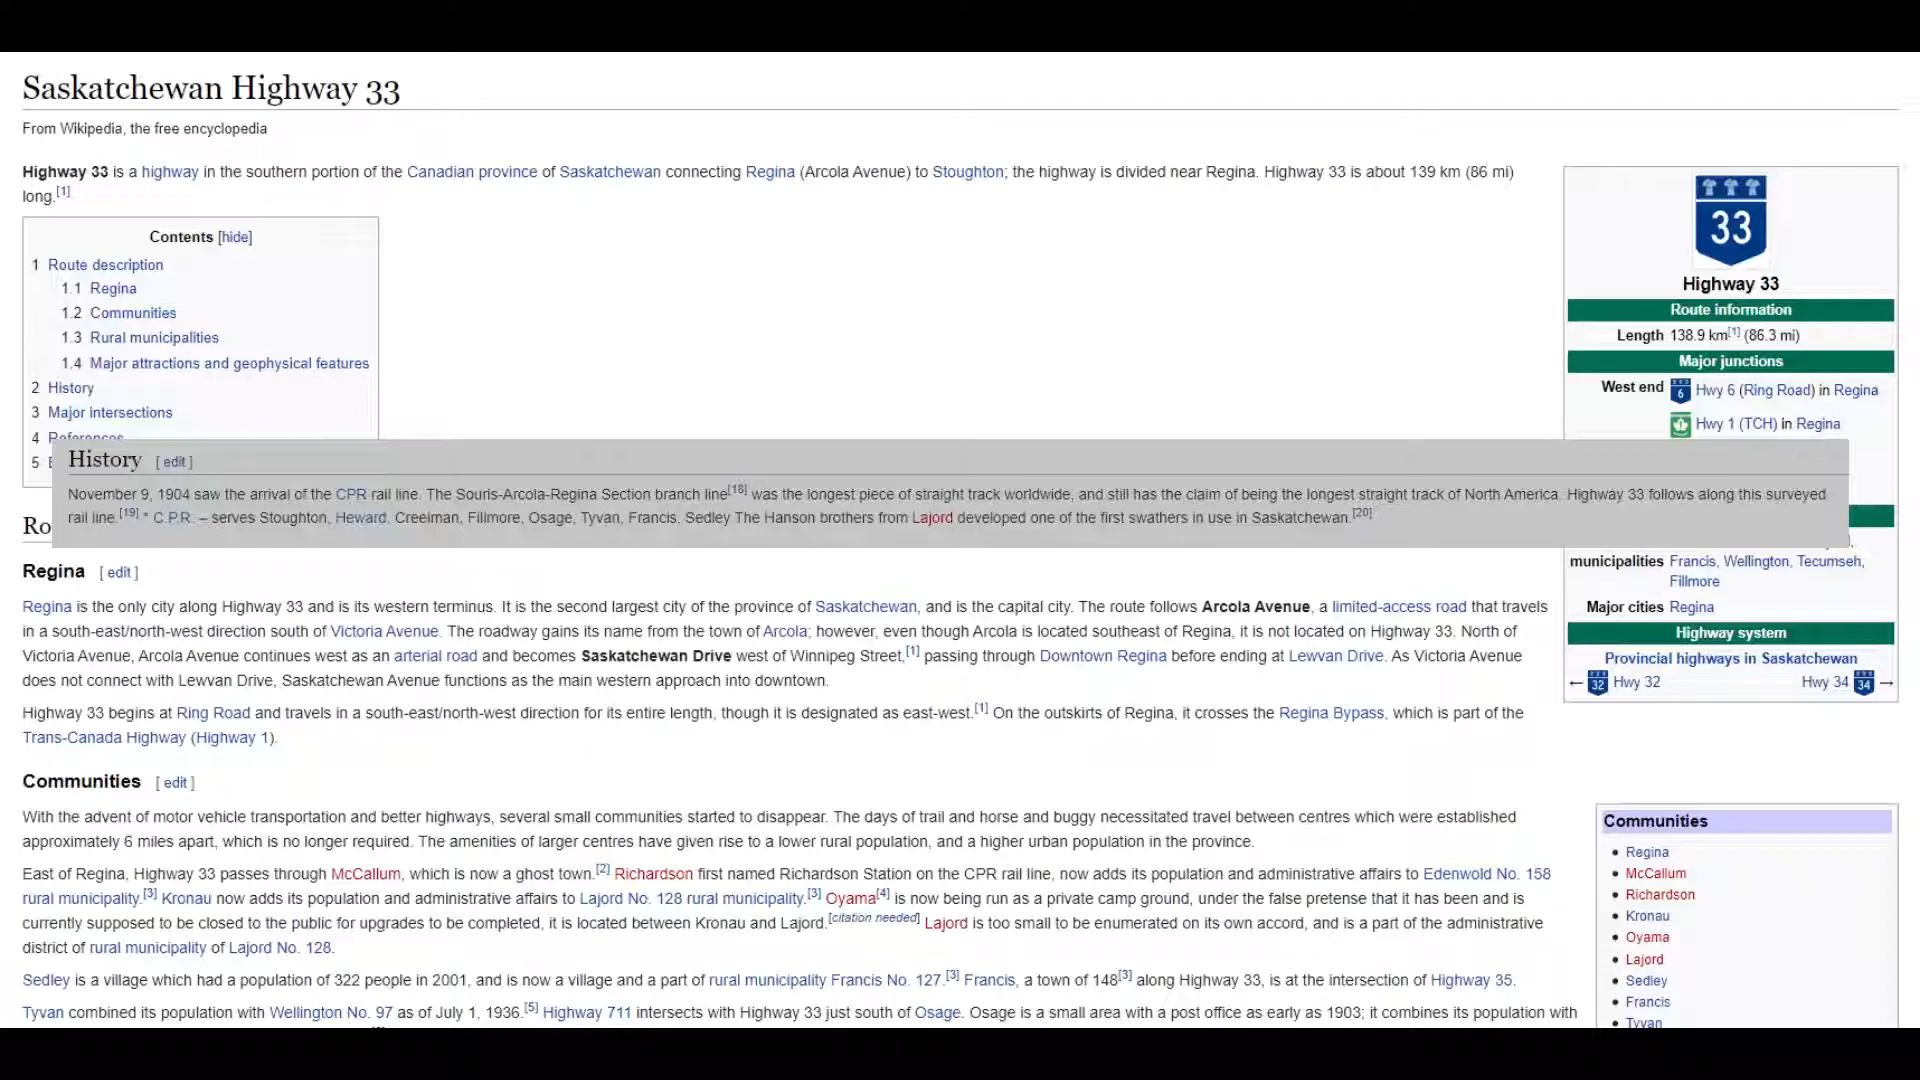 Saskatchewan Highway 33
From Wikipedia, the free encyclopedia
Highway 33 is a highway in the southern portion of the Canadian province of Saskatchewan connecting Regina (Arcola Avenue) to Stoughton; the highway is divided near Regina. Highway 33 is about 139 km (86 mi)
long.[1]
Contents [hide]
1 Route description
1.1 Regina
1.2 Communities
1.3 Rural municipalities
1.4 Major attractions and geophysical features
2 History
3 Major intersections
4 References
5
33
Highway 33
Route information
Length 138.9 km[1] (86.3 mi)
Major junctions
West end 6 Hwy 6 (Ring Road) in Regina
Hwy 1 (TCH) in Regina
History [ edit ]
November 9, 1904 saw the arrival of the CPR rail line. The Souris-Arcola-Regina Section branch line[18] was the longest piece of straight track worldwide, and still has the claim of being the longest straight track of North America. Highway 33 follows along this surveyed
rail line.[19] * C.P.R. – serves Stoughton, Heward, Creelman, Fillmore, Osage, Tyvan, Francis, Sedley The Hanson brothers from Lajord developed one of the first swathers in use in Saskatchewan.[20]
municipalities Francis, Wellington, Tecumseh,
Fillmore
Major cities Regina
Highway system
Provincial highways in Saskatchewan
← 32 Hwy 32 Hwy 34 34 →
Regina [ edit ]
Regina is the only city along Highway 33 and is its western terminus. It is the second largest city of the province of Saskatchewan, and is the capital city. The route follows Arcola Avenue, a limited-access road that travels
in a south-east/north-west direction south of Victoria Avenue. The roadway gains its name from the town of Arcola; however, even though Arcola is located southeast of Regina, it is not located on Highway 33. North of
Victoria Avenue, Arcola Avenue continues west as an arterial road and becomes Saskatchewan Drive west of Winnipeg Street,[1] passing through Downtown Regina before ending at Lewvan Drive. As Victoria Avenue
does not connect with Lewvan Drive, Saskatchewan Avenue functions as the main western approach into downtown.
Highway 33 begins at Ring Road and travels in a south-east/north-west direction for its entire length, though it is designated as east-west.[1] On the outskirts of Regina, it crosses the Regina Bypass, which is part of the
Trans-Canada Highway (Highway 1).
Communities [ edit ]
With the advent of motor vehicle transportation and better highways, several small communities started to disappear. The days of trail and horse and buggy necessitated travel between centres which were established
approximately 6 miles apart, which is no longer required. The amenities of larger centres have given rise to a lower rural population, and a higher urban population in the province.
East of Regina, Highway 33 passes through McCallum, which is now a ghost town.[2] Richardson first named Richardson Station on the CPR rail line, now adds its population and administrative affairs to Edenwold No. 158
rural municipality.[3] Kronau now adds its population and administrative affairs to Lajord No. 128 rural municipality.[3] Oyama[4] is now being run as a private camp ground, under the false pretense that it has been and is
currently supposed to be closed to the public for upgrades to be completed, it is located between Kronau and Lajord.[citation needed] Lajord is too small to be enumerated on its own accord, and is a part of the administrative
district of rural municipality of Lajord No. 128.
Sedley is a village which had a population of 322 people in 2001, and is now a village and a part of rural municipality Francis No. 127.[3] Francis, a town of 148[3] along Highway 33, is at the intersection of Highway 35.
Tyvan combined its population with Wellington No. 97 as of July 1, 1936.[5] Highway 711 intersects with Highway 33 just south of Osage. Osage is a small area with a post office as early as 1903; it combines its population with
Communities
Regina
McCallum
Richardson
Kronau
Oyama
Lajord
Sedley
Francis
Tyvan